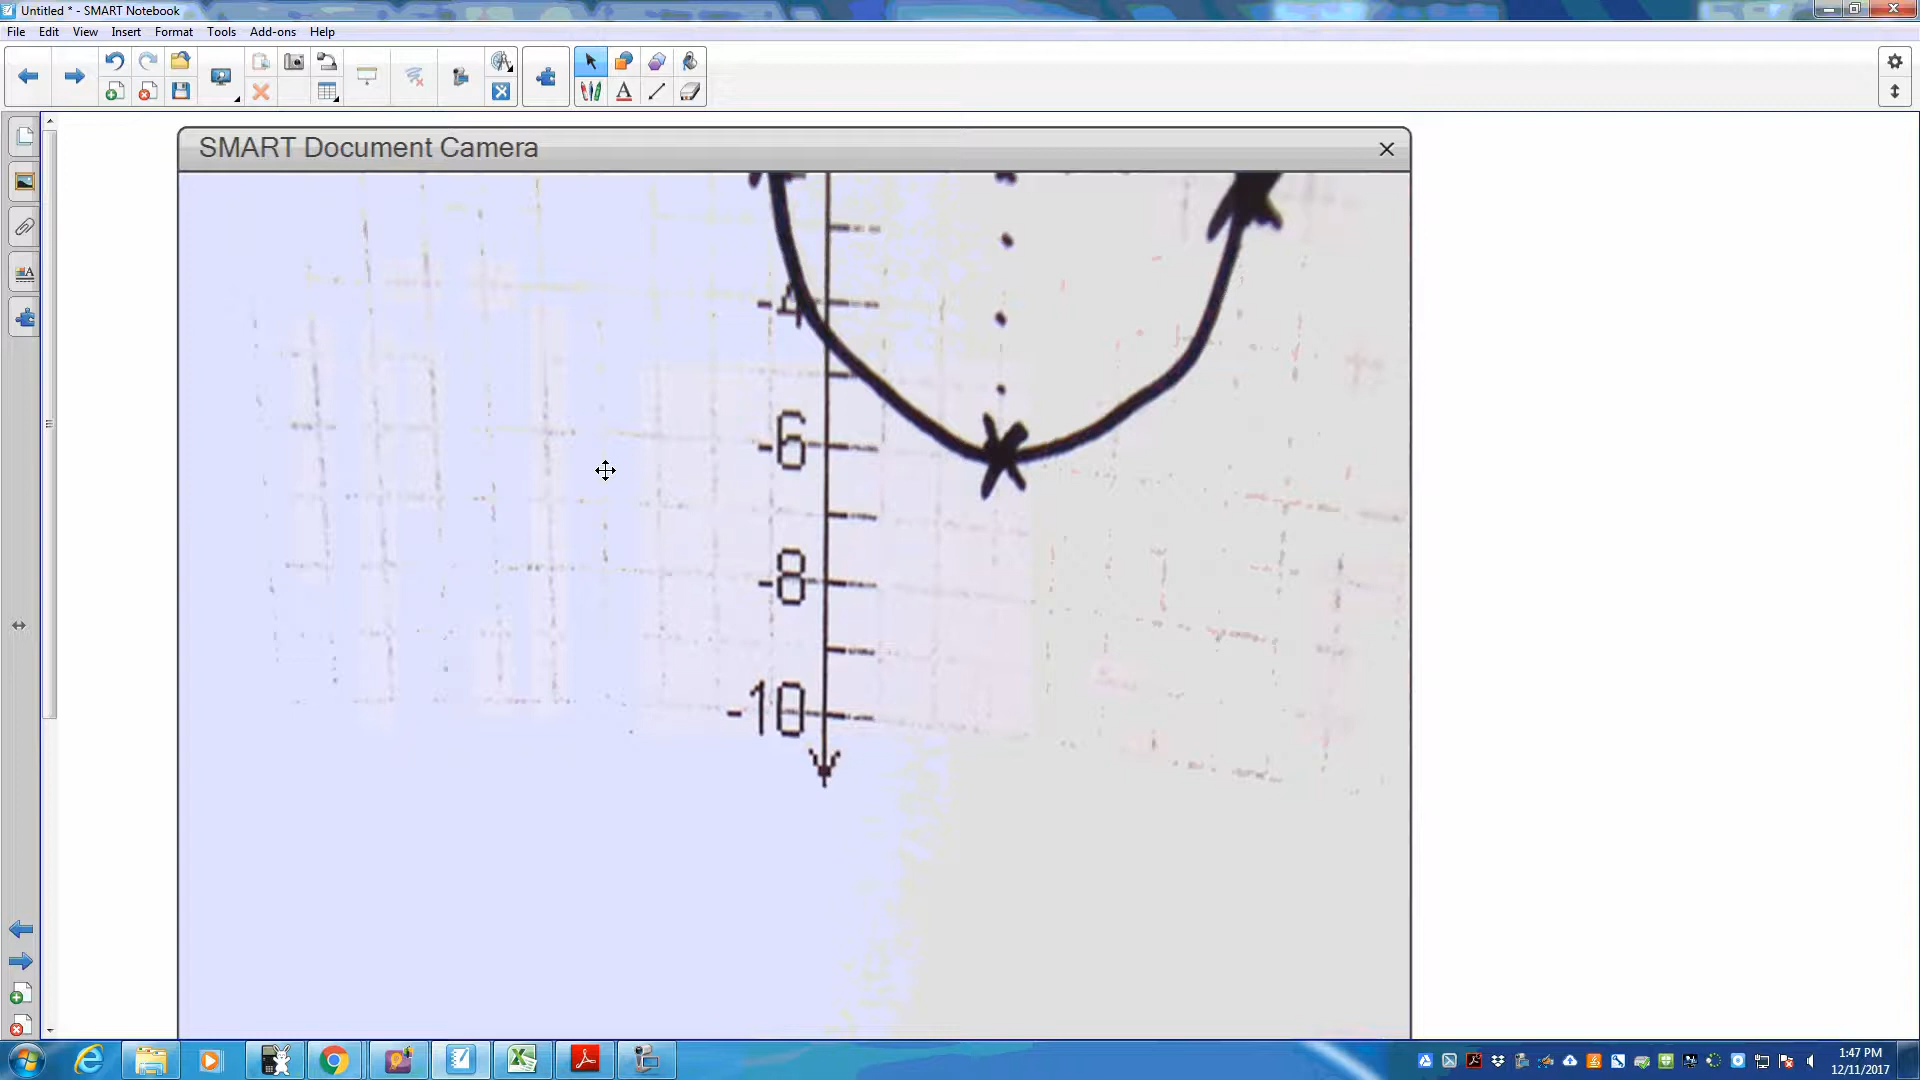 Untitled * - SMART Notebook
File Edit View Insert Format Tools Add-ons Help
SMART Document Camera
-4
-6
-8
-10
1:47 PM
12/11/2017